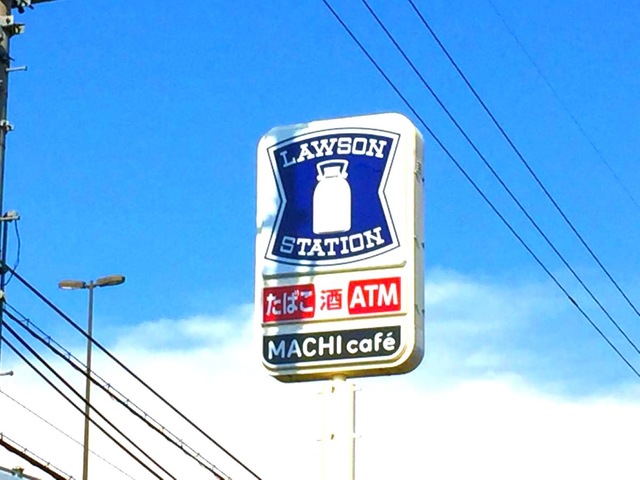 LAWSON
STATION
たばこ 酒 ATM
MACHI café